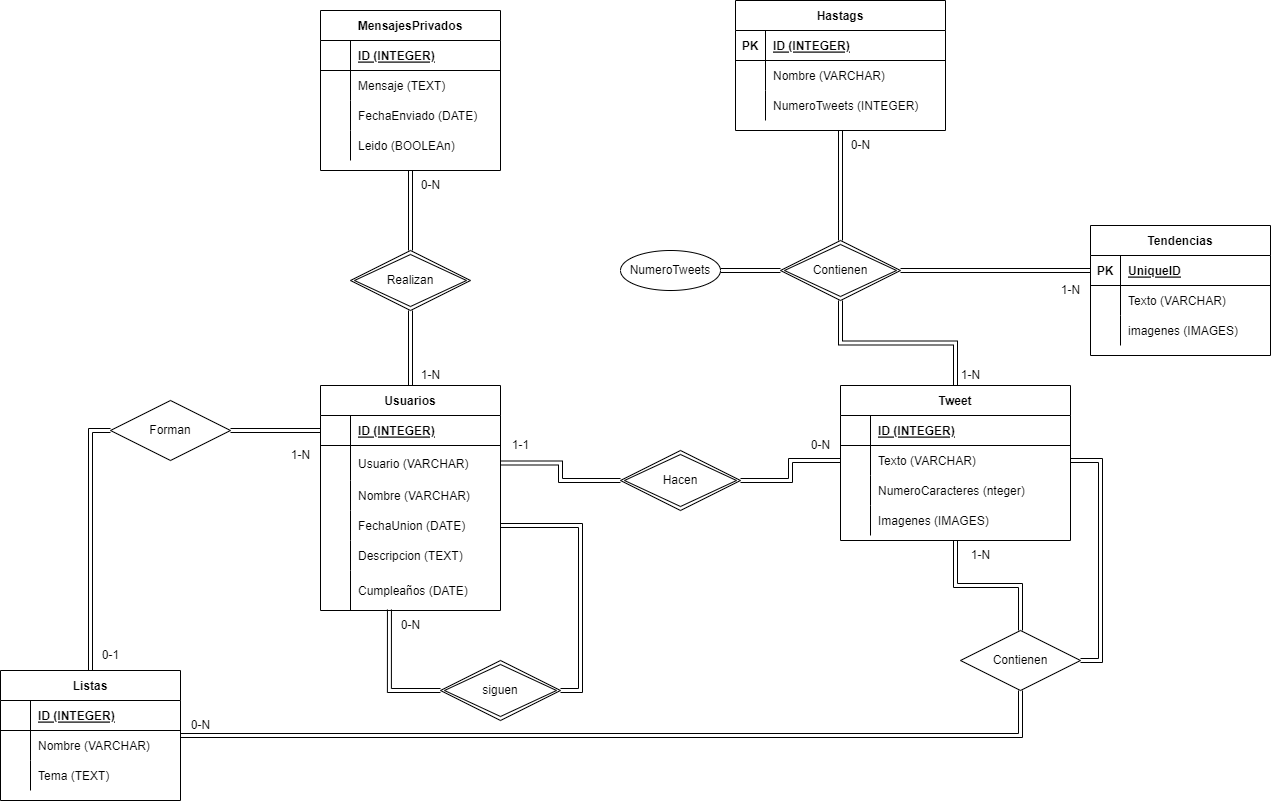 MensajesPrivados
ID (INTEGER)
Mensaje (TEXT)
FechaEnviado (DATE)
Leido (BOOLEAn)
0-N
Realizan
1-N
Hastags
PK ID (INTEGER)
Nombre (VARCHAR)
NumeroTweets (INTEGER)
0-N
NumeroTweets
Contienen
1-N
Tendencias
PK UniqueID
Texto (VARCHAR)
imagenes (IMAGES)
1-N
Forman
1-N
0-1
Usuarios
ID (INTEGER)
Usuario (VARCHAR)
Nombre (VARCHAR)
FechaUnion (DATE)
Descripcion (TEXT)
Cumpleaños (DATE)
1-1
Hacen
0-N
Tweet
ID (INTEGER)
Texto (VARCHAR)
NumeroCaracteres (nteger)
Imagenes (IMAGES)
1-N
0-N
siguen
Contienen
Listas
ID (INTEGER)
Nombre (VARCHAR)
Tema (TEXT)
0-N